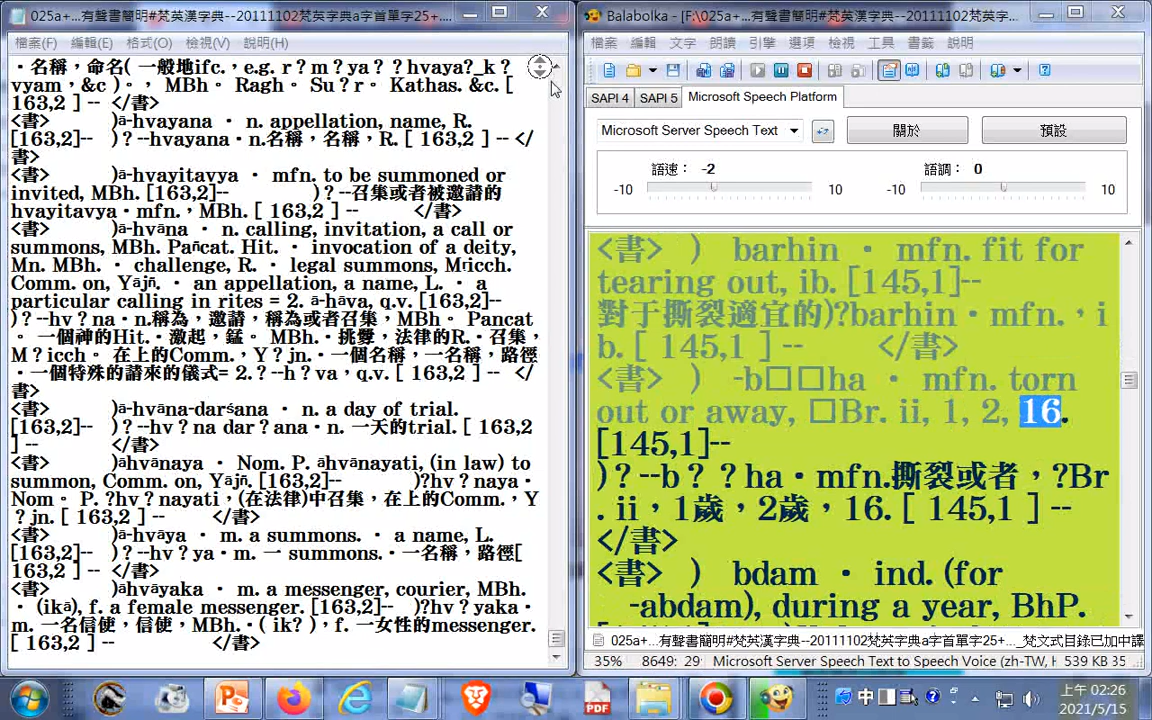 025a+...有聲書簡明#梵英漢字典--20111102梵英字典a字首單字25+...
檔案(F) 編輯(E) 格式(O) 檢視(V) 說明(H)
・名稱，命名( 一般地ifc.，e.g. r？m？ya？？hvaya?_k？
vyam，&c )。， MBh。 Ragh。 Su？r。 Kathas. &c. [
163,2] -- </書>
<書> )ā-hvayana ・ n. appellation, name, R.
[163,2]-- )？--hvayana・n.名稱，名稱，R. [ 163,2 ] -- </
書>
<書> )ā-hvayitavya ・ mfn. to be summoned or
invited, MBh. [163,2]-- )？--召集或者被邀請的
hvayitavya・mfn.，MBh. [ 163,2 ] -- </書>
<書> )ā-hvāna ・ n. calling, invitation, a call or
summons, MBh. Pañcat. Hit. ・ invocation of a deity,
Mn. MBh. ・ challenge, R. ・ legal summons, Mṛicch.
Comm. on, Yājñ. ・ an appellation, a name, L. ・ a
particular calling in rites = 2. ā-hāva, q.v. [163,2]--
)？--hv？na・n.稱為，邀請，稱為或者召集，MBh。 Pancat
。 一個神的Hit.・激起，錳。 MBh.・挑釁，法律的R.・召集，
M？icch。 在上的Comm.，Y？jn.・一個名稱，一名稱，路徑
・一個特殊的請來的儀式= 2.？--h？va，q.v. [ 163,2 ] -- </
書>
<書> )ā-hvāna-darśana ・ n. a day of trial.
[163,2]-- )？--hv？na dar？ana・n. 一天的trial. [ 163,2
] -- </書>
<書> )āhvānaya ・ Nom. P. āhvānayati, (in law) to
summon, Comm. on, Yājñ. [163,2]-- )?hv？naya・
Nom。 P. ?hv？nayati，(在法律)中召集，在上的Comm.，Y
？jn. [ 163,2 ] -- </書>
<書> )ā-hvāya ・ m. a summons. ・ a name, L.
[163,2]-- )？--hv？ya・m. 一 summons.・一名稱，路徑[
163,2 ] -- </書>
<書> )āhvāyaka ・ m. a messenger, courier, MBh.
・ (ikā), f. a female messenger. [163,2]-- )?hv？yaka・
m. 一名信使，信使，MBh.・( ik？)，f. 一女性的messenger.
[ 163,2 ] -- </書>
Balabolka - [F:\025a+...有聲書簡明#梵英漢字典--20111102梵英字...
檔案 編輯 文字 朗讀 引擎 選項 檢視 工具 書籤 說明
SAPI 4 SAPI 5 Microsoft Speech Platform
Microsoft Server Speech Text 關於 預設
語速： -2 語調： 0
-10 10 -10 10
<書> ) barhin ・ mfn. fit for
tearing out, ib. [145,1]--
對于撕裂適宜的)?barhin・mfn.，i
b. [ 145,1 ] -- </書>
<書> ) -b□□ha ・ mfn. torn
out or away, □Br. ii, 1, 2, 16.
[145,1]--
)？--b？？ha・mfn.撕裂或者，?Br
. ii，1歲，2歲，16. [ 145,1 ] --
</書>
<書> ) bdam ・ ind. (for
-abdam), during a year, BhP.
025a+...有聲書簡明#梵英漢字典--20111102梵英字典a字首單字25+..._梵文式目錄已加中譯
35% 8649: 29 Microsoft Server Speech Text to Speech Voice (zh-TW, H 539 KB 35
中
上午 02:26
2021/5/15